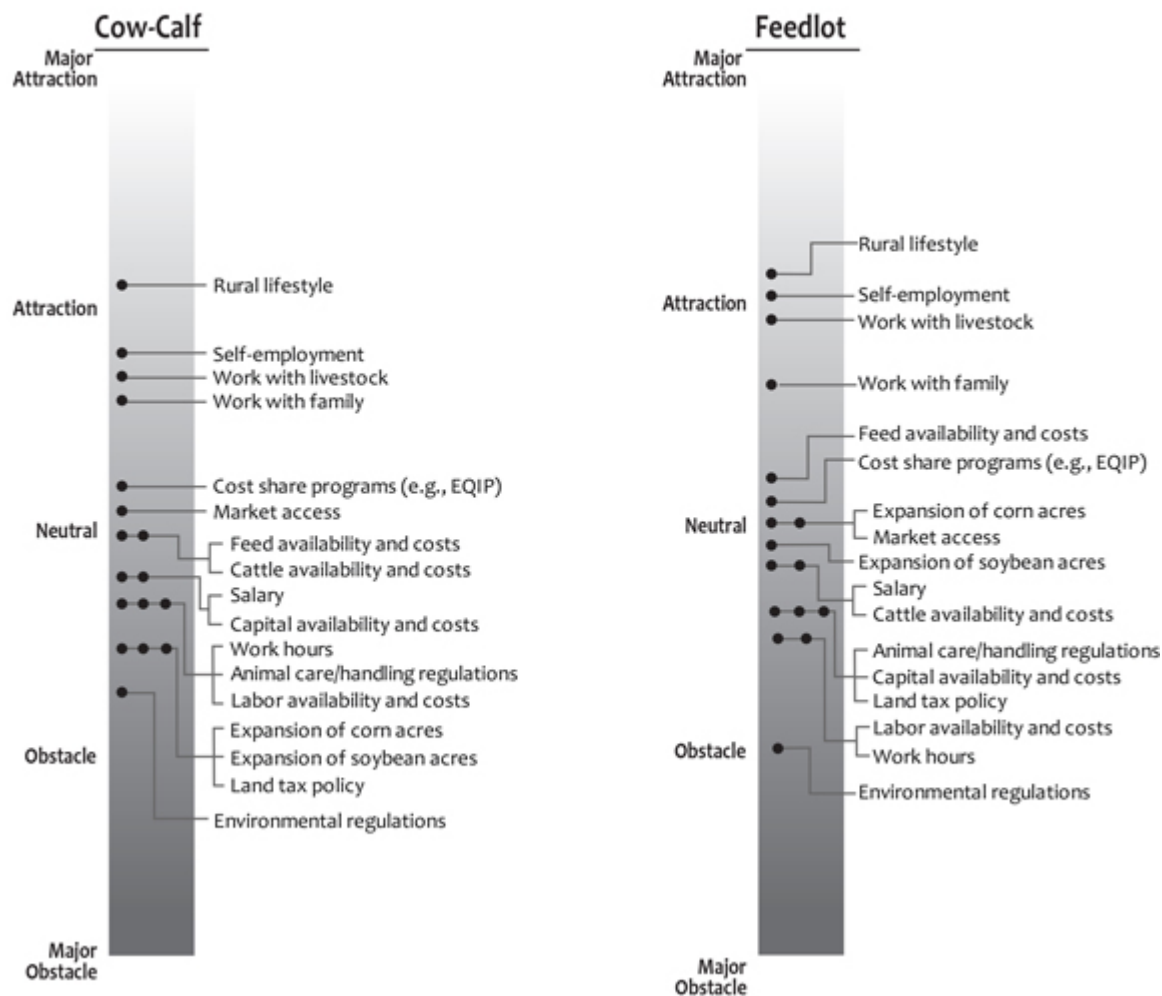 Cow-Calf
Major
Attraction
Rural lifestyle
Attraction
Self-employment
Work with livestock
Work with family
Cost share programs (e.g., EQIP)
Market access
Neutral
Feed availability and costs
Cattle availability and costs
Salary
Capital availability and costs
Work hours
Animal care/handling regulations
Labor availability and costs
Expansion of corn acres
Obstacle
Expansion of soybean acres
Land tax policy
Environmental regulations
Major
Obstacle
Feedlot
Major
Attraction
Rural lifestyle
Attraction
Self-employment
Work with livestock
Work with family
Feed availability and costs
Cost share programs (e.g., EQIP)
Expansion of corn acres
Neutral
Market access
Expansion of soybean acres
Salary
Cattle availability and costs
Animal care/handling regulations
Capital availability and costs
Land tax policy
Labor availability and costs
Obstacle
Work hours
Environmental regulations
Major
Obstacle